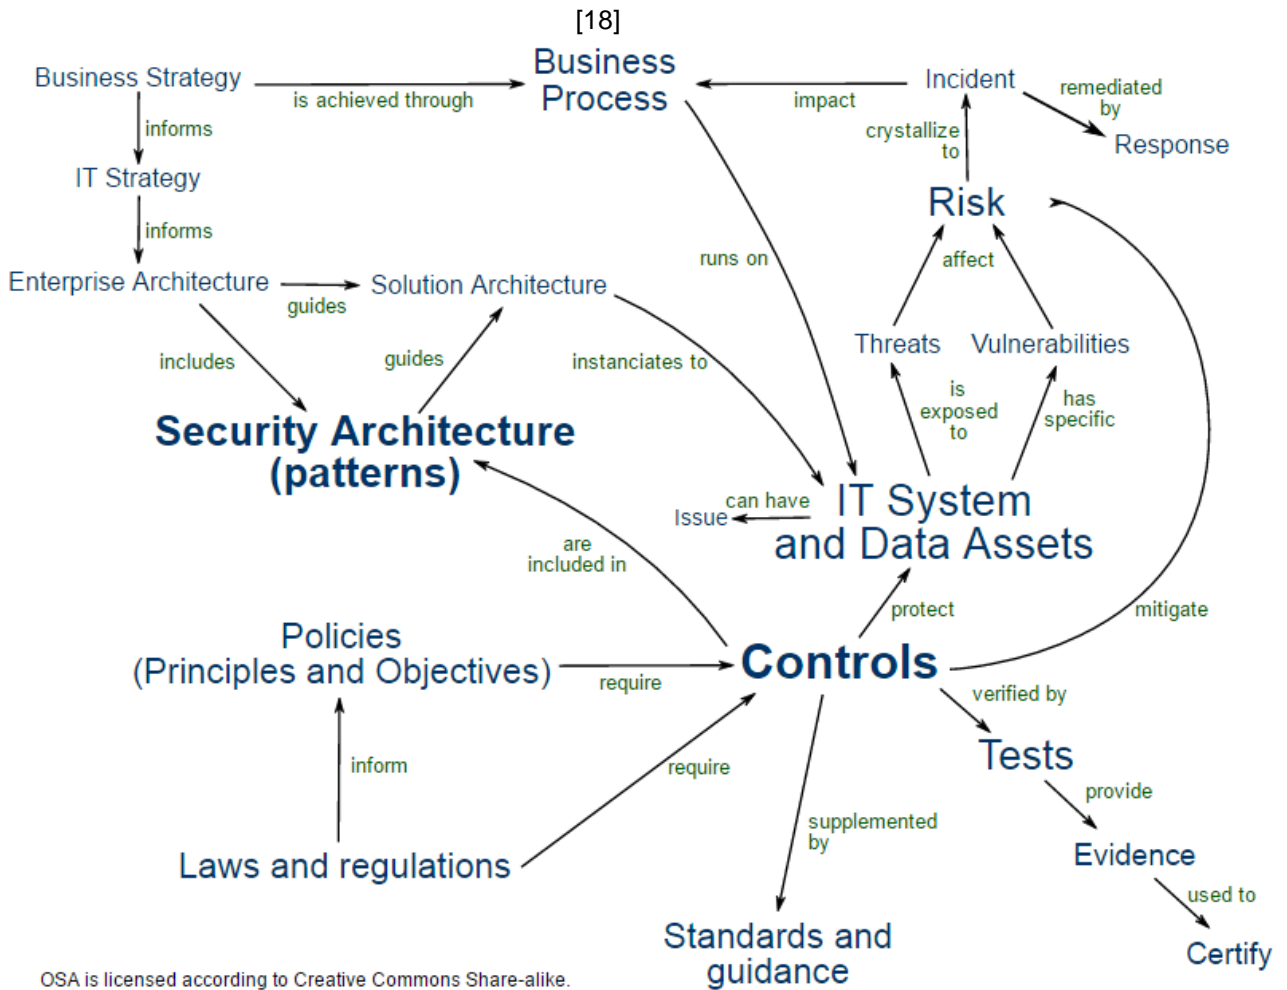 [18]
Business Strategy
is achieved through
Business
Process
impact
Incident
remediated
by
Response
informs
crystallize
to
IT Strategy
Risk
informs
runs on
affect
Enterprise Architecture
guides
Solution Architecture
includes
guides
instanciates to
Threats
Vulnerabilities
is
exposed
to
has
specific
Security Architecture
(patterns)
Issue
can have
IT System
and Data Assets
are
included in
protect
mitigate
Policies
(Principles and Objectives)
require
Controls
verified by
Tests
inform
require
provide
supplemented
by
Laws and regulations
Evidence
used to
Standards and
guidance
Certify
OSA is licensed according to Creative Commons Share-alike.